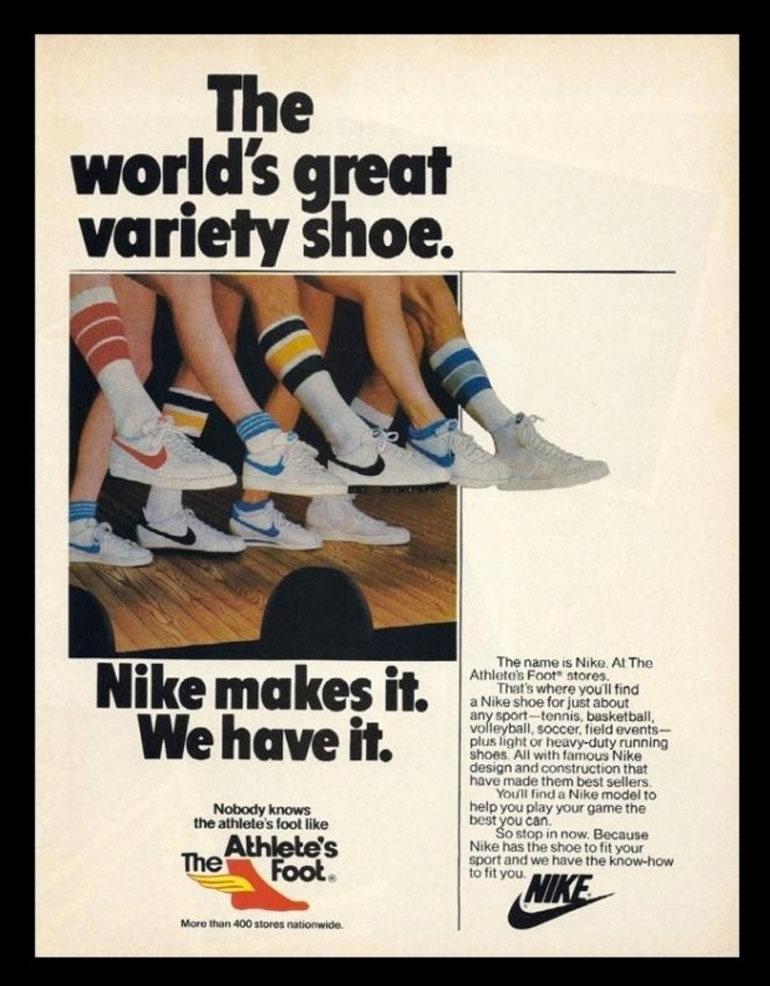 The
world's great
variety shoe.
Nike makes it.
We have it.
Nobody knows
the athlete's foot like
The Athlete's
Foot®
More than 400 stores nationwide.
The name is Nike. At The
Athlete's Foot® stores.
That's where you'll find
a Nike shoe for just about
any sport—tennis, basketball,
volleyball, soccer, field events—
plus light or heavy-duty running
shoes. All with famous Nike
design and construction that
have made them best sellers.
You'll find a Nike model to
help you play your game the
best you can.
So stop in now. Because
Nike has the shoe to fit your
sport and we have the know-how
to fit you.
NIKE®